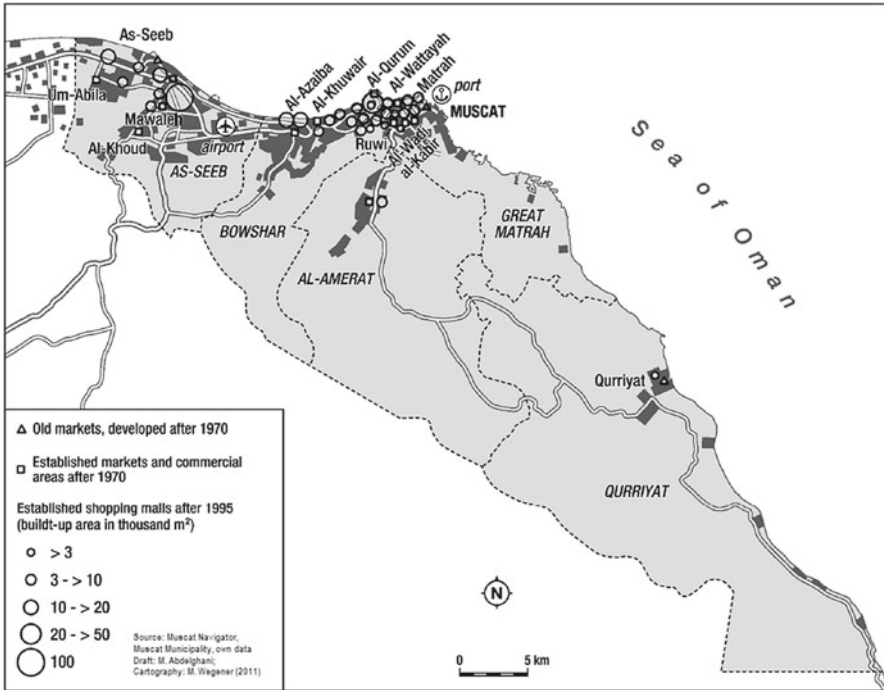 As-Seeb
Um-Abila
Mawaleh
Al-Khoud
airport
AS-SEEB
Al-Azaiba
Al-Khuwair
Al-Qurum
Al-Wattayah
Matrah
port
MUSCAT
Ruwi
Al-Wadi
al-Kabir
BOWSHAR
AL-AMERAT
GREAT
MATRAH
Sea of Oman
Qurriyat
QURRIYAT
Old markets, developed after 1970
Established markets and commercial
areas after 1970
Established shopping malls after 1995
(buildt-up area in thousand m²)
> 3
3 - > 10
10 - > 20
20 - > 50
100
Source: Muscat Navigator,
Muscat Municipality, own data
Draft: M. Abdelghani;
Cartography: M. Wegener (2011)
N
0 5 km